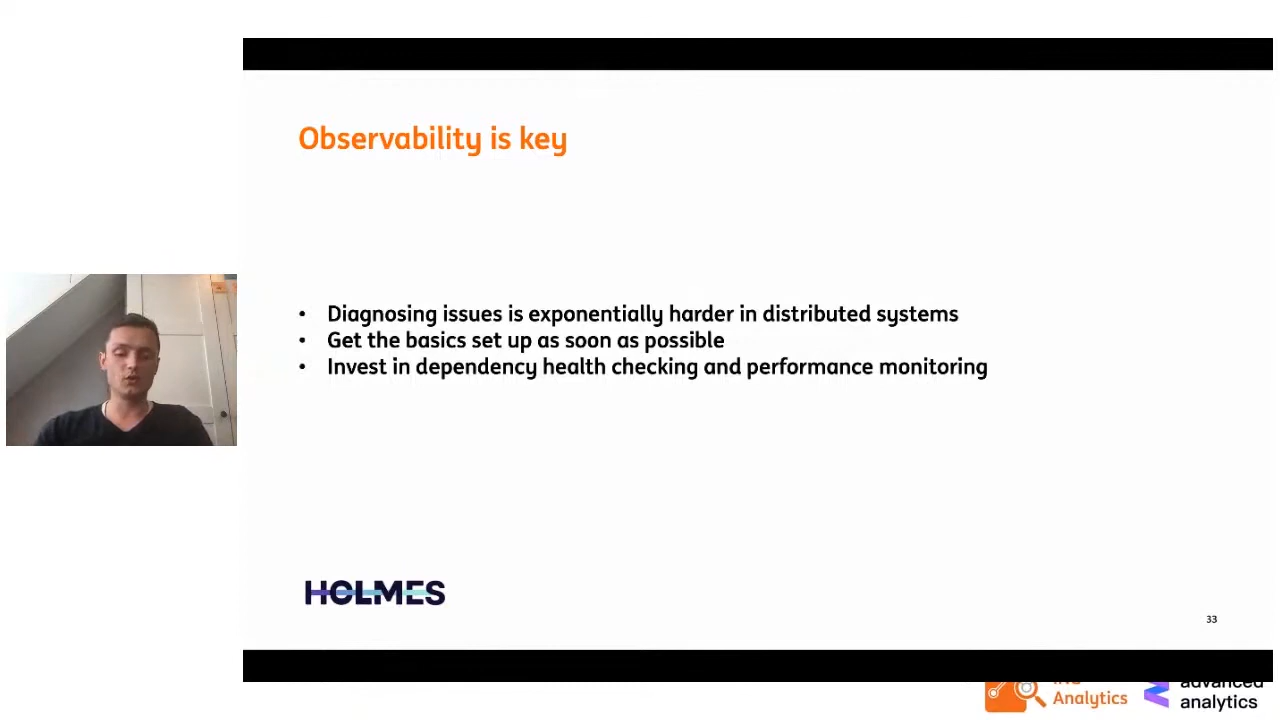 Observability is key
• Diagnosing issues is exponentially harder in distributed systems
• Get the basics set up as soon as possible
• Invest in dependency health checking and performance monitoring
HOLMES
33
Analytics
advanced
analytics